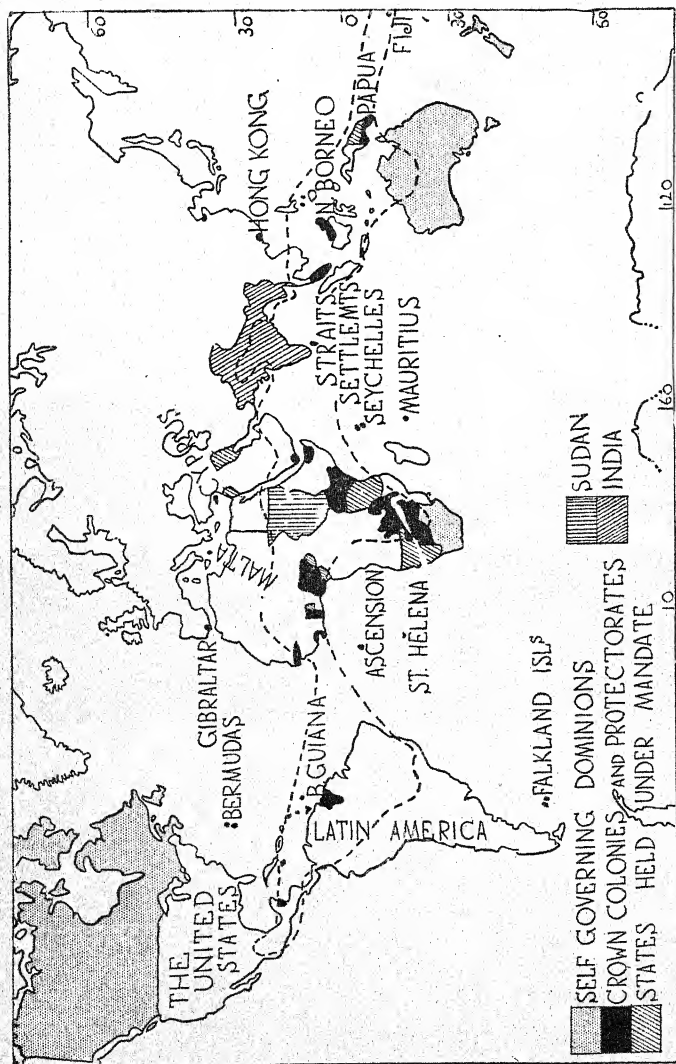 60
30
0
30
60
THE
UNITED
STATES
BERMUDAS
GIBRALTAR
MALTA
HONG KONG
N BORNEO
PAPUA
FIJI
STRAITS
SETTLEMTS
SEYCHELLES
MAURITIUS
B.GUIANA
LATIN AMERICA
ASCENSION
ST. HELENA
FALKLAND ISLS
10
160
120
SELF GOVERNING DOMINIONS
CROWN COLONIES AND PROTECTORATES
STATES HELD UNDER MANDATE
SUDAN
INDIA